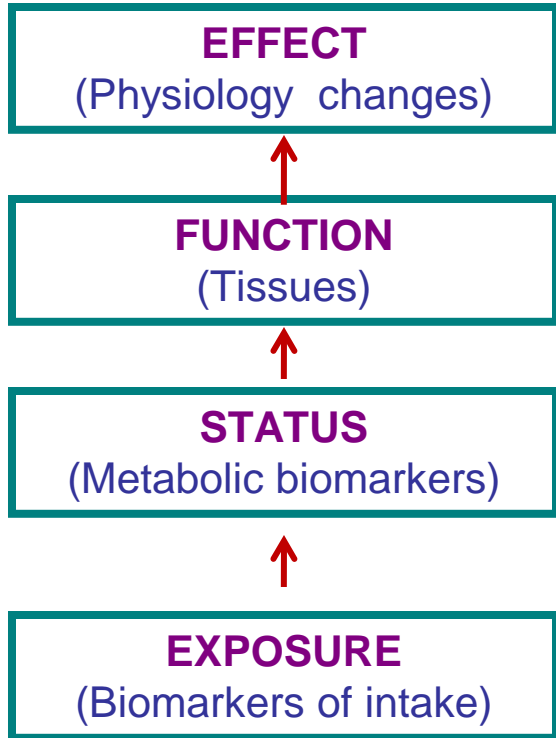 EFFECT
(Physiology changes)
FUNCTION
(Tissues)
STATUS
(Metabolic biomarkers)
EXPOSURE
(Biomarkers of intake)